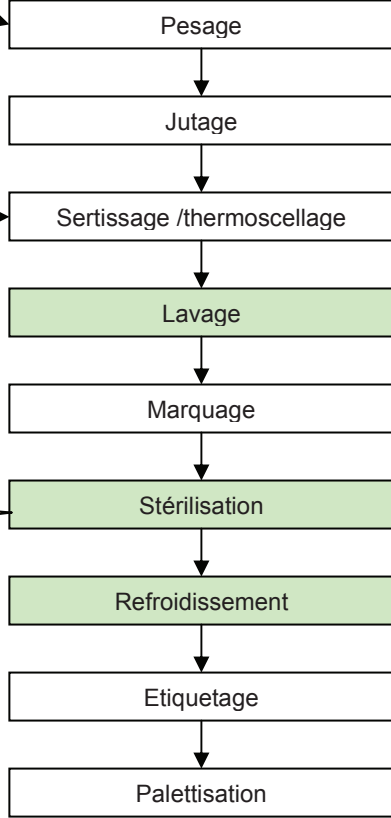 Pesage
Jutage
Sertissage /thermoscellage
Lavage
Marquage
Stérilisation
Refroidissement
Etiquetage
Palettisation